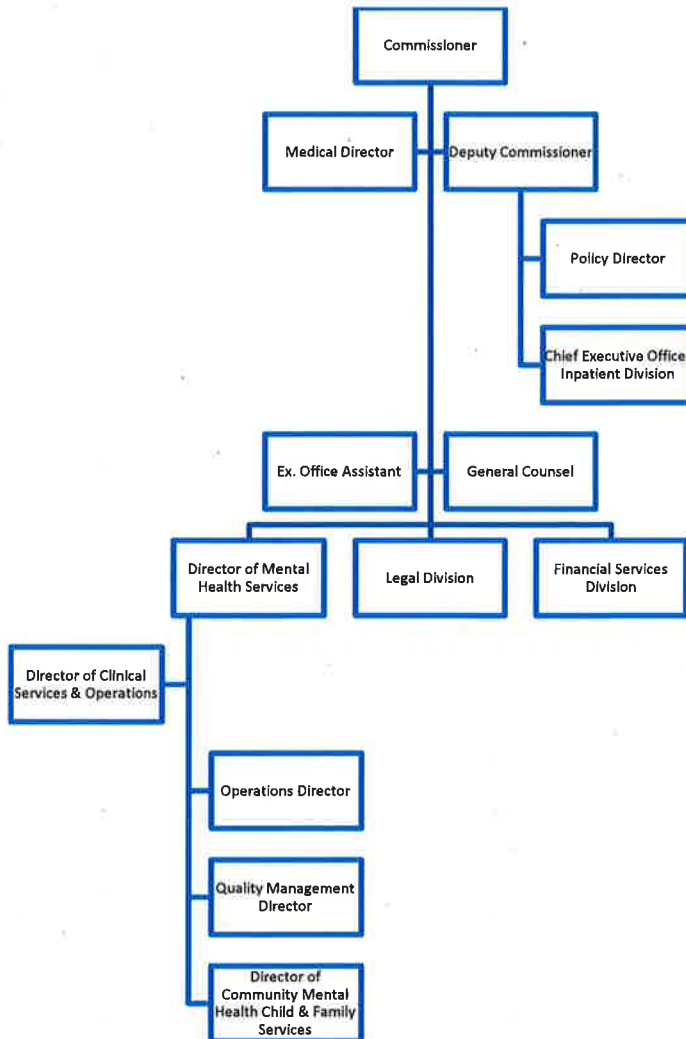 Commissioner
Medical Director
Deputy Commissioner
Policy Director
Chief Executive Office
Inpatient Division
Ex. Office Assistant
General Counsel
Director of Mental
Health Services
Legal Division
Financial Services
Division
Director of Clinical
Services & Operations
Operations Director
Quality Management
Director
Director of
Community Mental
Health Child & Family
Services